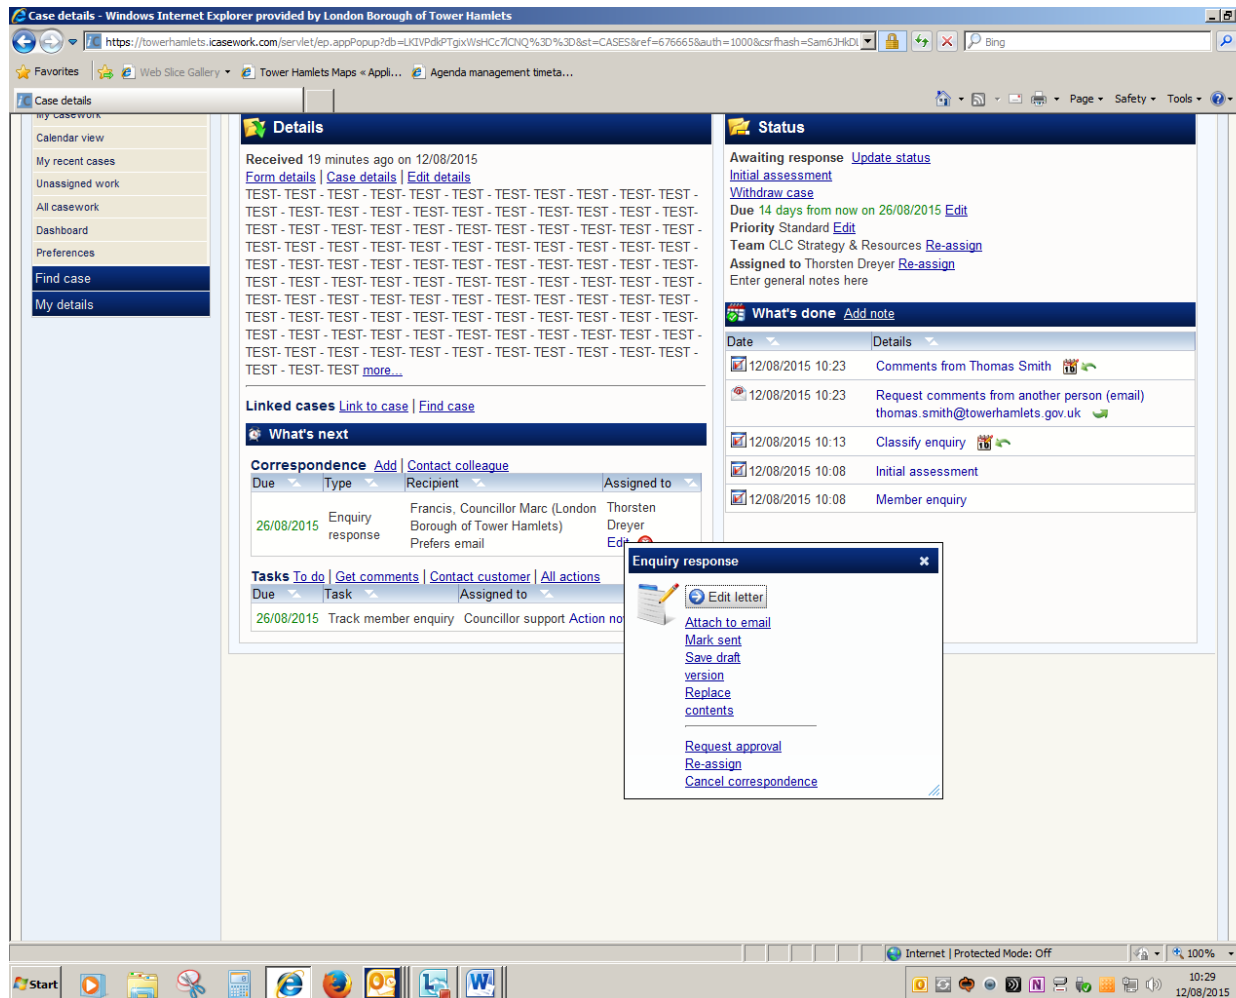 Case details - Windows Internet Explorer provided by London Borough of Tower Hamlets
https://towerhamlets.icasework.com/servlet/ep.appPopup?db=LKIVPdkPTgixWsHCc7lCNQ%3D%3D&st=CASES&ref=676665&auth=1000&csrfhash=Sam6JHkDL
Bing
Favorites
Web Slice Gallery
Tower Hamlets Maps « Appli...
Agenda management timeta...
Case details
Page
Safety
Tools
My casework
Calendar view
My recent cases
Unassigned work
All casework
Dashboard
Preferences
Find case
My details
Details
Received 19 minutes ago on 12/08/2015
Form details | Case details | Edit details
TEST- TEST - TEST - TEST- TEST - TEST - TEST- TEST - TEST - TEST- TEST -
TEST - TEST- TEST - TEST - TEST- TEST - TEST - TEST- TEST - TEST - TEST-
TEST - TEST - TEST- TEST - TEST - TEST- TEST - TEST - TEST- TEST - TEST -
TEST- TEST - TEST - TEST- TEST - TEST - TEST- TEST - TEST - TEST- TEST -
TEST - TEST- TEST - TEST - TEST- TEST - TEST - TEST- TEST - TEST - TEST-
TEST - TEST - TEST- TEST - TEST - TEST- TEST - TEST - TEST- TEST - TEST -
TEST- TEST - TEST - TEST- TEST - TEST - TEST- TEST - TEST - TEST- TEST -
TEST - TEST- TEST - TEST - TEST- TEST - TEST - TEST- TEST - TEST - TEST-
TEST - TEST - TEST- TEST - TEST - TEST- TEST - TEST - TEST- TEST - TEST -
TEST- TEST - TEST - TEST- TEST - TEST - TEST- TEST - TEST - TEST- TEST -
TEST - TEST- TEST more...
Linked cases Link to case | Find case
What's next
Correspondence Add | Contact colleague
Due Type Recipient Assigned to
26/08/2015 Enquiry response Francis, Councillor Marc (London Borough of Tower Hamlets) Prefers email Thorsten Dreyer Edit
Tasks To do | Get comments | Contact customer | All actions
Due Task Assigned to
26/08/2015 Track member enquiry Councillor support Action
Status
Awaiting response Update status
Initial assessment
Withdraw case
Due 14 days from now on 26/08/2015 Edit
Priority Standard Edit
Team CLC Strategy & Resources Re-assign
Assigned to Thorsten Dreyer Re-assign
Enter general notes here
What's done Add note
Date Details
12/08/2015 10:23 Comments from Thomas Smith
12/08/2015 10:23 Request comments from another person (email)
thomas.smith@towerhamlets.gov.uk
12/08/2015 10:13 Classify enquiry
12/08/2015 10:08 Initial assessment
12/08/2015 10:08 Member enquiry
Enquiry response
Edit letter
Attach to email
Mark sent
Save draft
version
Replace
contents
Request approval
Re-assign
Cancel correspondence
Internet | Protected Mode: Off
100%
Start
10:29
12/08/2015